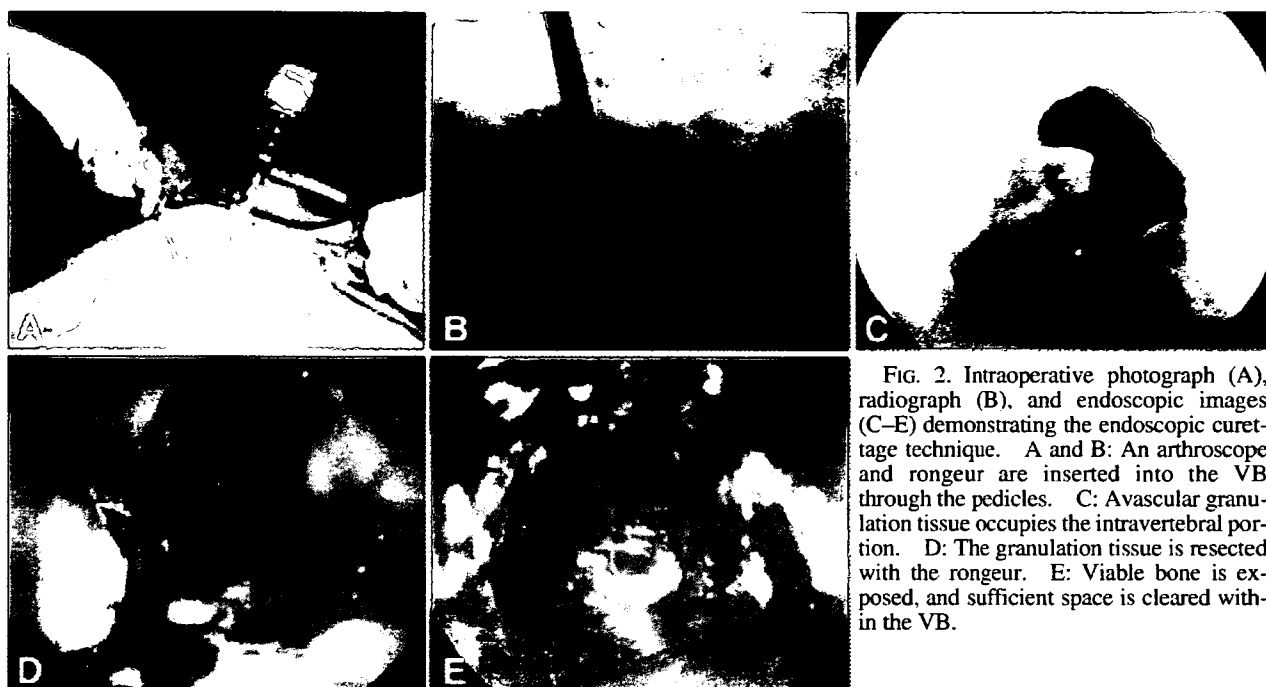 A
B
C
D
E
FIG. 2. Intraoperative photograph (A),
radiograph (B), and endoscopic images
(C–E) demonstrating the endoscopic curet-
tage technique. A and B: An arthroscope
and rongeur are inserted into the VB
through the pedicles. C: Avascular granu-
lation tissue occupies the intravertebral por-
tion. D: The granulation tissue is resected
with the rongeur. E: Viable bone is ex-
posed, and sufficient space is cleared with-
in the VB.